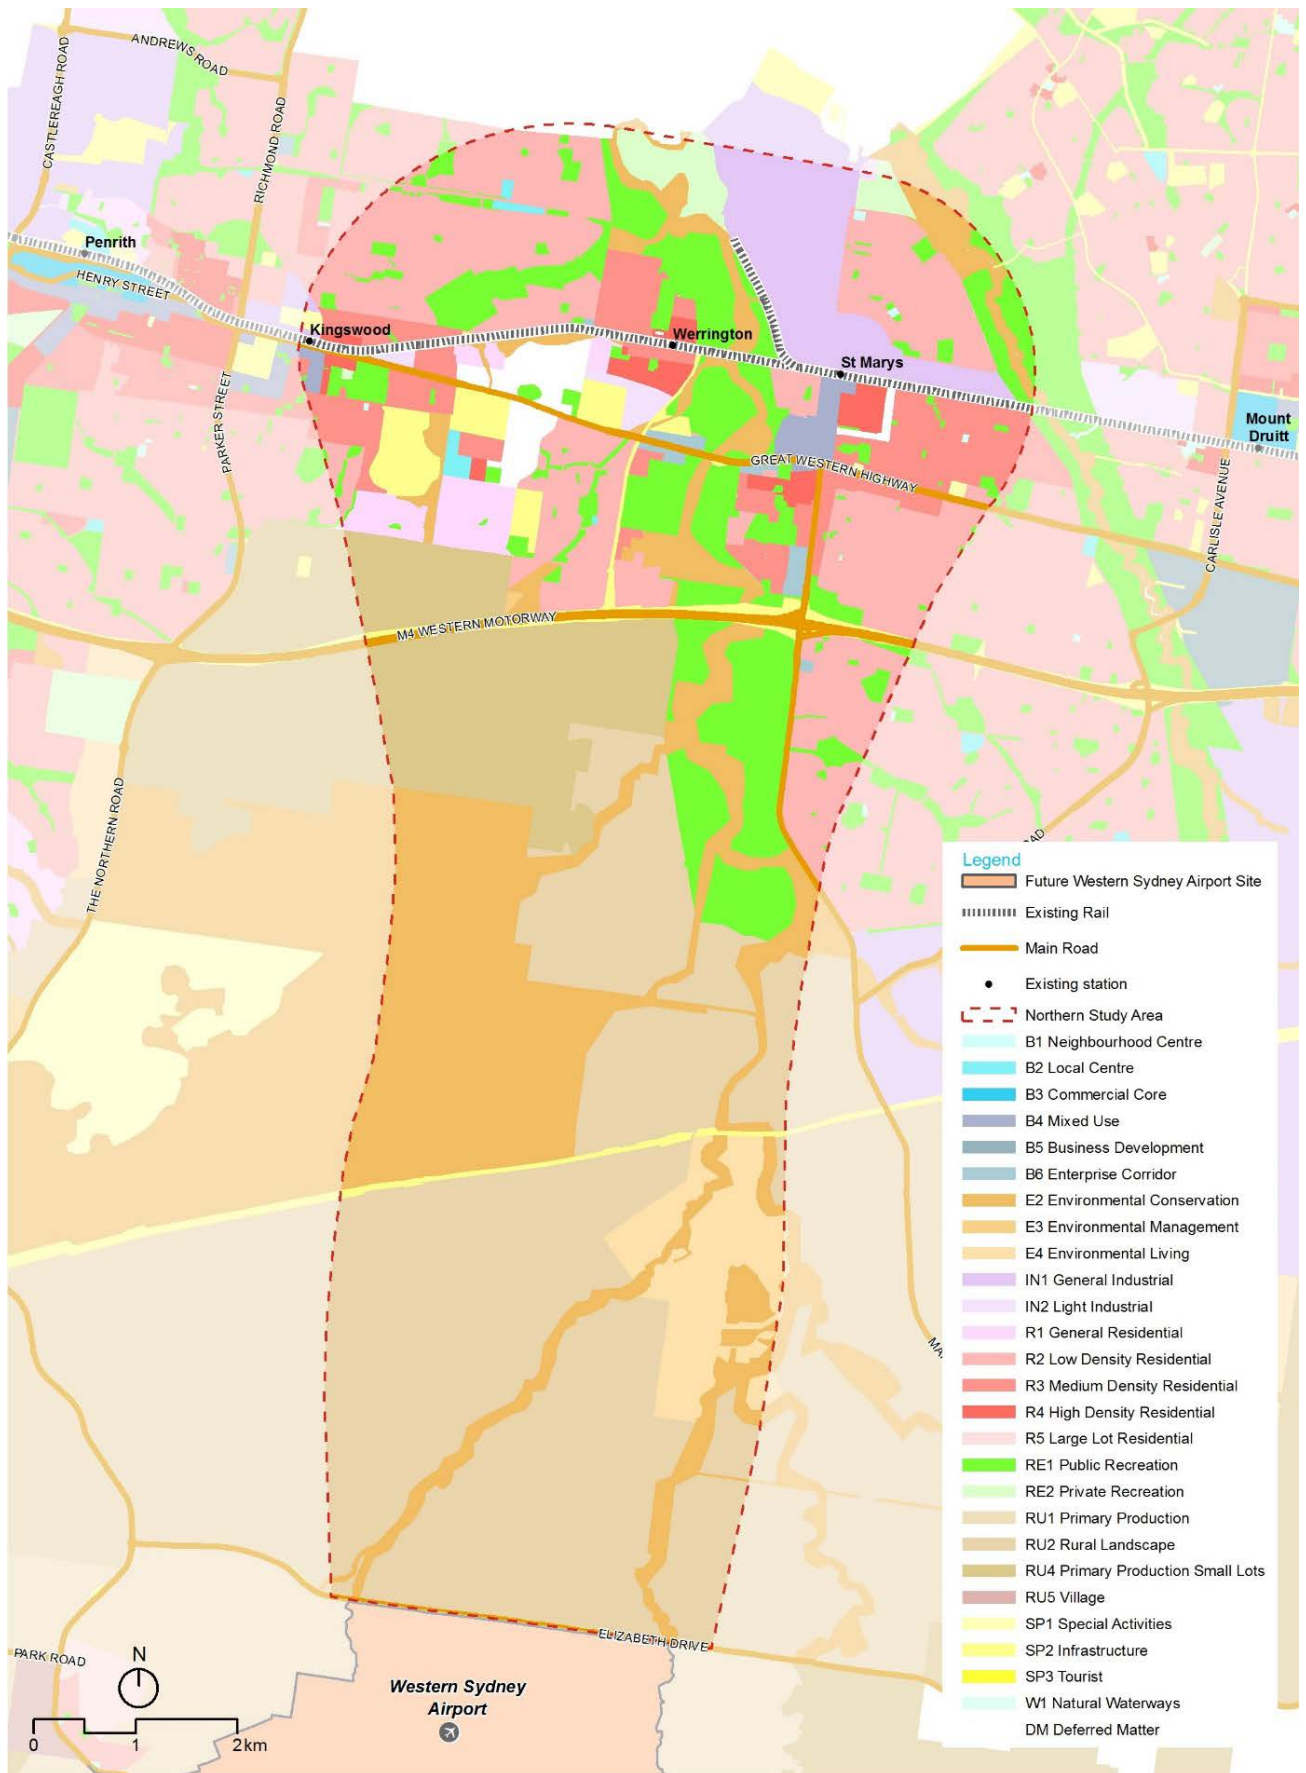 ANDREWS ROAD
CASTLEREAGH ROAD
RICHMOND ROAD
Penrith
HENRY STREET
Kingswood
Werrington
St Marys
Mount
Druitt
PARKER STREET
GREAT WESTERN HIGHWAY
CARLISLE AVENUE
M4 WESTERN MOTORWAY
THE NORTHERN ROAD
Legend
Future Western Sydney Airport Site
Existing Rail
Main Road
Existing station
Northern Study Area
B1 Neighbourhood Centre
B2 Local Centre
B3 Commercial Core
B4 Mixed Use
B5 Business Development
B6 Enterprise Corridor
E2 Environmental Conservation
E3 Environmental Management
E4 Environmental Living
IN1 General Industrial
IN2 Light Industrial
R1 General Residential
R2 Low Density Residential
R3 Medium Density Residential
R4 High Density Residential
R5 Large Lot Residential
RE1 Public Recreation
RE2 Private Recreation
RU1 Primary Production
RU2 Rural Landscape
RU4 Primary Production Small Lots
RU5 Village
SP1 Special Activities
SP2 Infrastructure
SP3 Tourist
W1 Natural Waterways
DM Deferred Matter
ELIZABETH DRIVE
PARK ROAD
N
Western Sydney
Airport
0 1 2 km